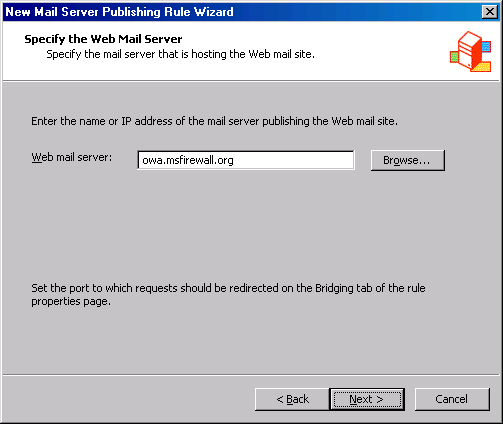 New Mail Server Publishing Rule Wizard
Specify the Web Mail Server
Specify the mail server that is hosting the Web mail site.
Enter the name or IP address of the mail server publishing the Web mail site.
Web mail server:
owa.msfirewall.org
Browse...
Set the port to which requests should be redirected on the Bridging tab of the rule
properties page.
< Back
Next >
Cancel